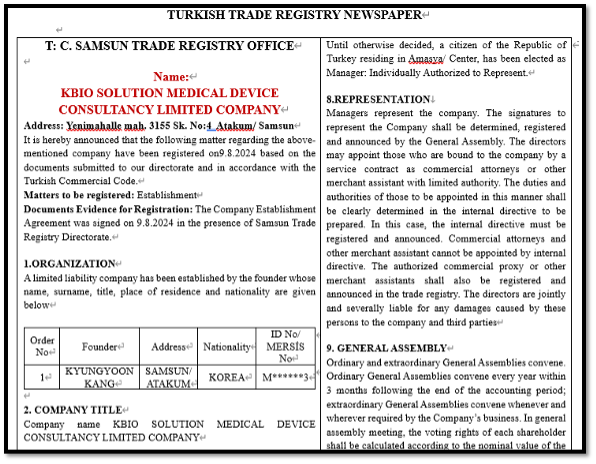 TURKISH TRADE REGISTRY NEWSPAPER
T: C. SAMSUN TRADE REGISTRY OFFICE
Name:
KBIO SOLUTION MEDICAL DEVICE
CONSULTANCY LIMITED COMPANY
Address: Yenimahalle mah. 3155 Sk. No:4 Atakum/ Samsun
It is hereby announced that the following matter regarding the above-
mentioned company have been registered on9.8.2024 based on the
documents submitted to our directorate and in accordance with the
Turkish Commercial Code.
Matters to be registered: Establishment
Documents Evidence for Registration: The Company Establishment
Agreement was signed on 9.8.2024 in the presence of Samsun Trade
Registry Directorate.
1.ORGANIZATION
A limited liability company has been established by the founder whose
name, surname, title, place of residence and nationality are given
below
Order No Founder Address Nationality ID No/ MERSİS No
1 KYUNGYOON KANG SAMSUN/ ATAKUM KOREA M******3
2. COMPANY TITLE
Company name KBIO SOLUTION MEDICAL DEVICE
CONSULTANCY LIMITED COMPANY
Until otherwise decided, a citizen of the Republic of
Turkey residing in Amasya/ Center, has been elected as
Manager: Individually Authorized to Represent.
8.REPRESENTATION
Managers represent the company. The signatures to
represent the Company shall be determined, registered
and announced by the General Assembly. The directors
may appoint those who are bound to the company by a
service contract as commercial attorneys or other
merchant assistant with limited authority. The duties and
authorities of those to be appointed in this manner shall
be clearly determined in the internal directive to be
prepared. In this case, the internal directive must be
registered and announced. Commercial attorneys and
other merchant assistant cannot be appointed by internal
directive. The authorized commercial proxy or other
merchant assistants shall also be registered and
announced in the trade registry. The directors are jointly
and severally liable for any damages caused by these
persons to the company and third parties
9. GENERAL ASSEMBLY
Ordinary and extraordinary General Assemblies convene.
Ordinary General Assemblies convene every year within
3 months following the end of the accounting period;
extraordinary General Assemblies convene whenever and
wherever required by the Company's business. In general
assembly meeting, the voting rights of each shareholder
shall be calculated according to the nominal value of the